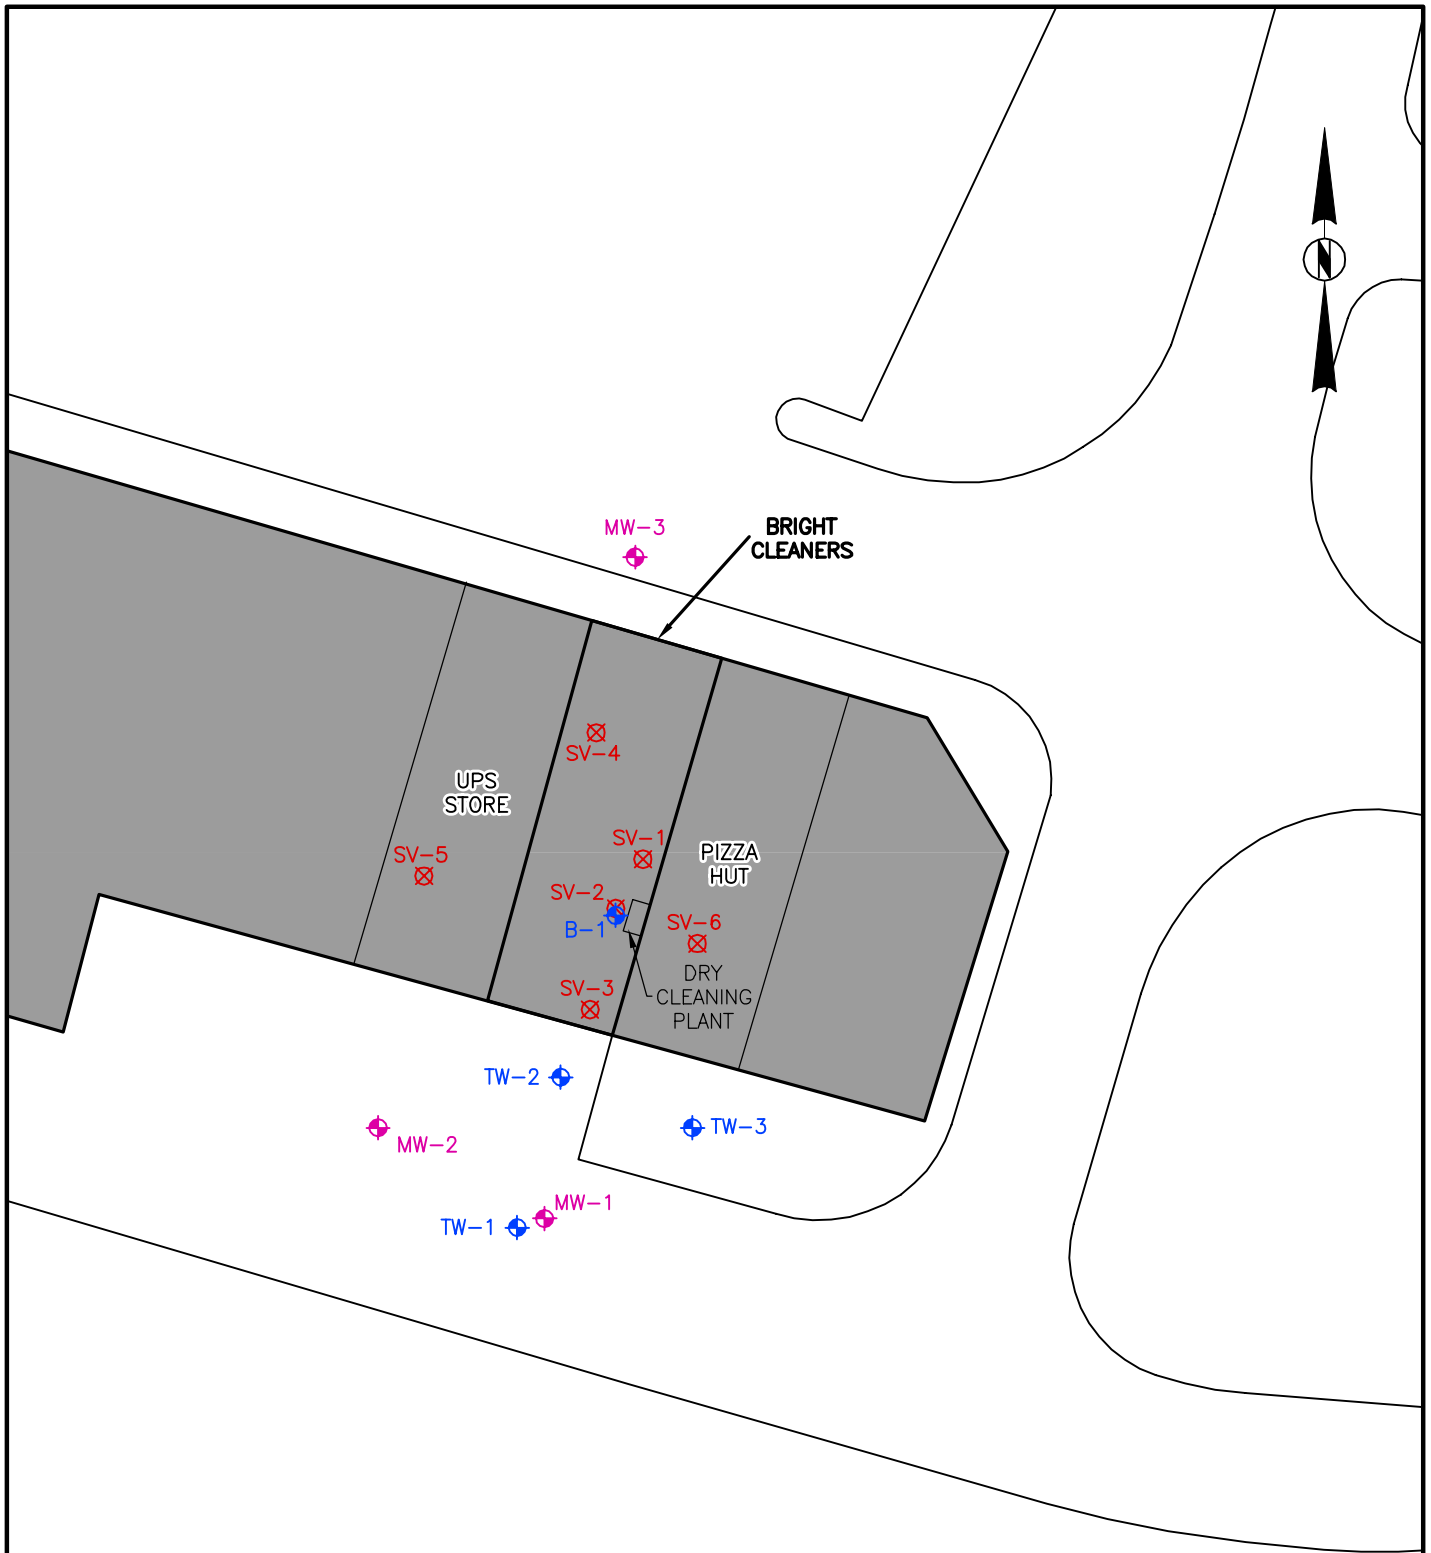 N
MW-3
BRIGHT
CLEANERS
SV-4
UPS
STORE
SV-1
SV-5
PIZZA
HUT
SV-2
B-1
SV-6
DRY
CLEANING
PLANT
SV-3
TW-2
TW-3
MW-2
MW-1
TW-1